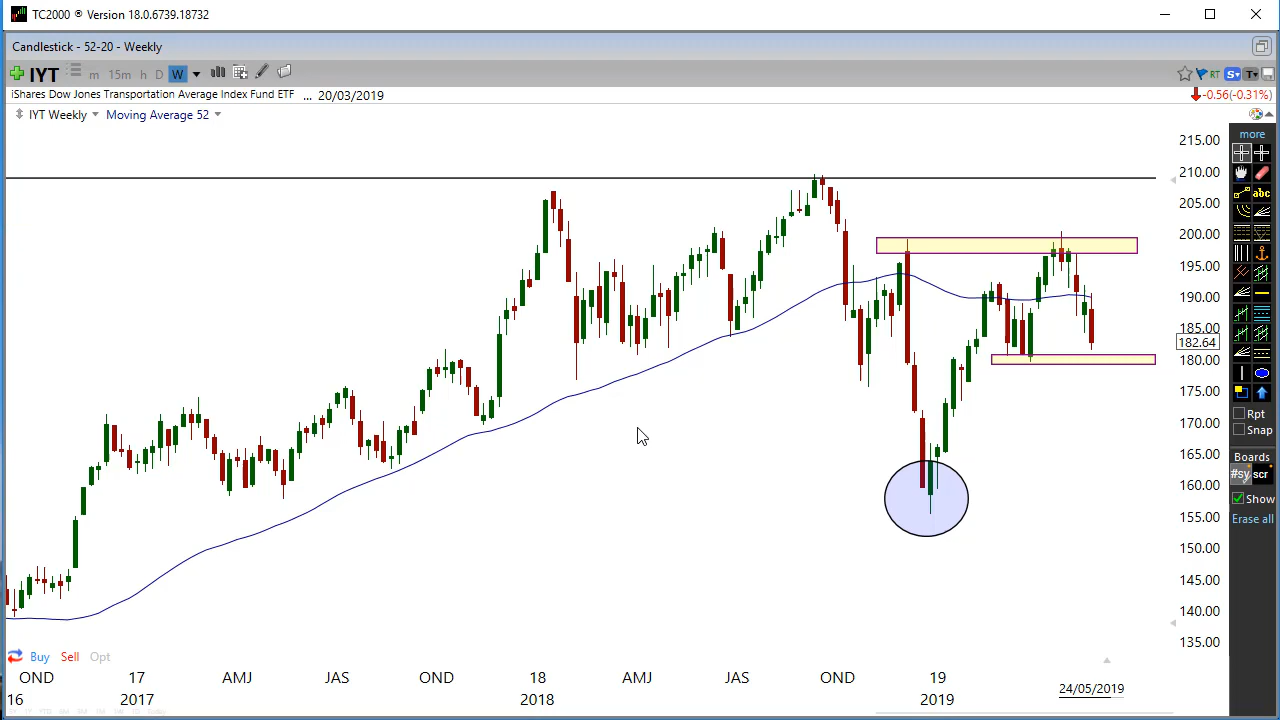 TC2000 ® Version 18.0.6739.18732
Candlestick - 52-20 - Weekly
IYT m 15m h D W RT S T
iShares Dow Jones Transportation Average Index Fund ETF ... 20/03/2019 -0.56(-0.31%)
IYT Weekly Moving Average 52
more
215.00
210.00
abc
205.00
200.00
195.00
190.00
185.00
182.64
180.00
175.00
170.00
165.00
160.00
155.00
150.00
145.00
140.00
135.00
Rpt
Snap
Boards
#sy scr
Show
Erase all
Buy Sell Opt
OND 17 AMJ JAS OND 18 AMJ JAS OND 19
16 2017 2018 2019 24/05/2019